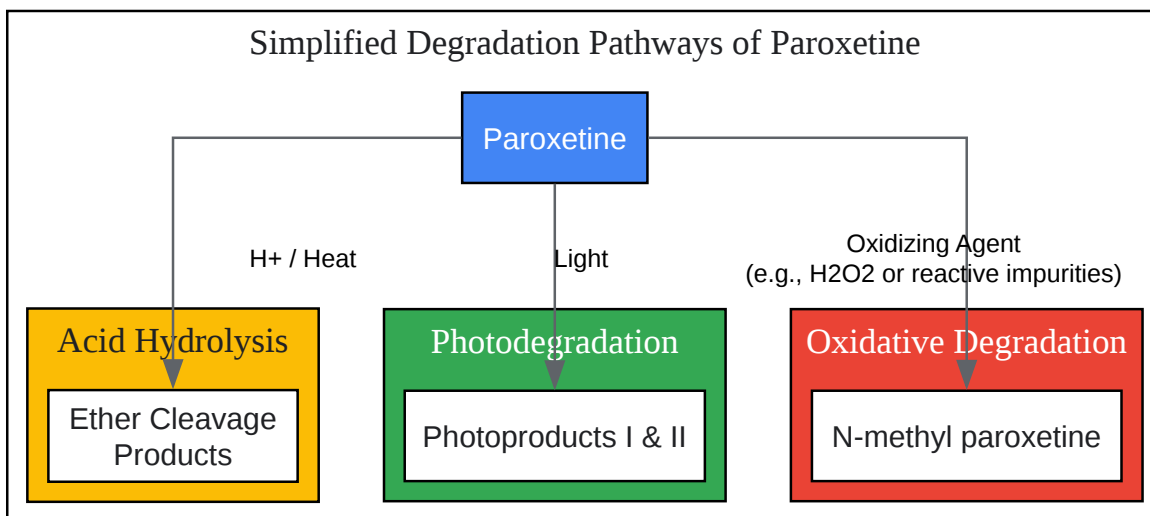 Simplified Degradation Pathways of Paroxetine
Paroxetine
H+ / Heat
Light
Oxidizing Agent
(e.g., H2O2 or reactive impurities)
Acid Hydrolysis
Photodegradation
Oxidative Degradation
Ether Cleavage
Products
Photoproducts I & II
N-methyl paroxetine